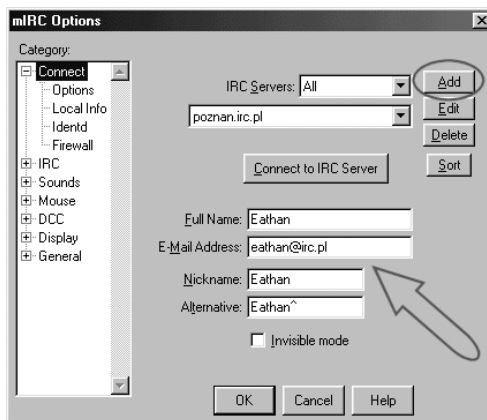 mIRC Options
Category:
Connect
Options
Local Info
Identd
Firewall
IRC
Sounds
Mouse
DCC
Display
General
IRC Servers: All
Add
poznan.irc.pl
Edit
Delete
Connect to IRC Server
Sort
Full Name: Eathan
E-Mail Address: eathan@irc.pl
Nickname: Eathan
Alternative: Eathan^
Invisible mode
OK
Cancel
Help